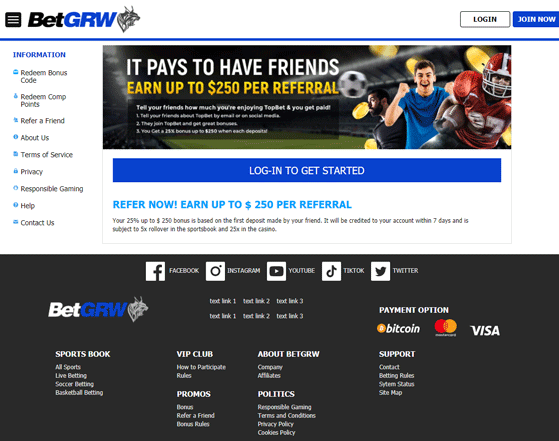 BetGRW
LOGIN
JOIN NOW
INFORMATION
Redeem Bonus
Code
Redeem Comp
Points
Refer a Friend
About Us
Terms of Service
Privacy
Responsible Gaming
Help
Contact Us
IT PAYS TO HAVE FRIENDS
EARN UP TO $250 PER REFERRAL
Tell your friends how much you're enjoying TopBet & you get paid!
1. Tell your friends about TopBet by email or on social media.
2. They join TopBet and get great bonuses.
3. You Get a 25% bonus up to $250 when each deposits!
LOG-IN TO GET STARTED
REFER NOW! EARN UP TO $ 250 PER REFERRAL
Your 25% up to $ 250 bonus is based on the first deposit made by your friend. It will be credited to your account within 7 days and is
subject to 5x rollover in the sportsbook and 25x in the casino.
FACEBOOK
INSTAGRAM
YOUTUBE
TIKTOK
TWITTER
BetGRW
text link 1 text link 2 text link 3
text link 1 text link 2 text link 3
PAYMENT OPTION
bitcoin
mastercard
VISA
SPORTS BOOK
All Sports
Live Betting
Soccer Betting
Basketball Betting
VIP CLUB
How to Participate
Rules
PROMOS
Bonus
Refer a Friend
Bonus Rules
ABOUT BETGRW
Company
Affiliates
POLITICS
Responsible Gaming
Terms and Conditions
Privacy Policy
Cookies Policy
SUPPORT
Contact
Betting Rules
Sytem Status
Site Map